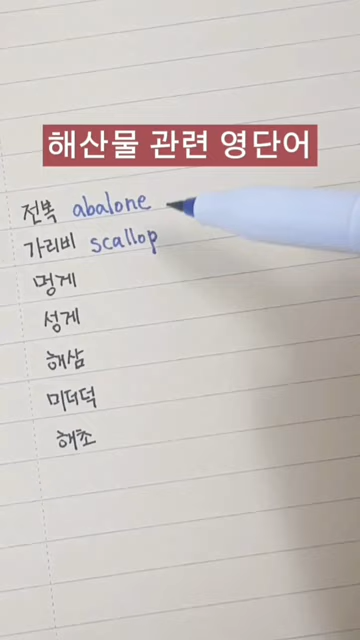 해산물 관련 영단어
전복 abalone
가리비 scallop
멍게
성게
해삼
미더덕
해초